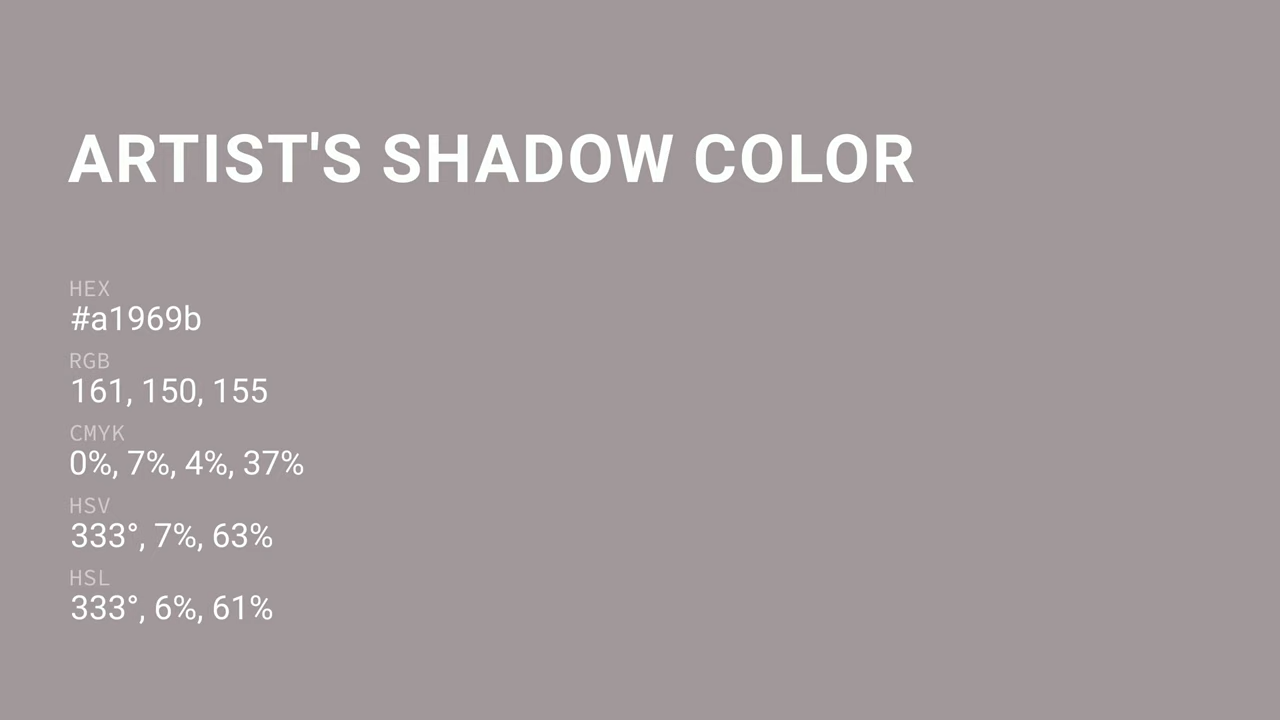 ARTIST'S SHADOW COLOR
HEX
#a1969b
RGB
161, 150, 155
CMYK
0%, 7%, 4%, 37%
HSV
333°, 7%, 63%
HSL
333°, 6%, 61%